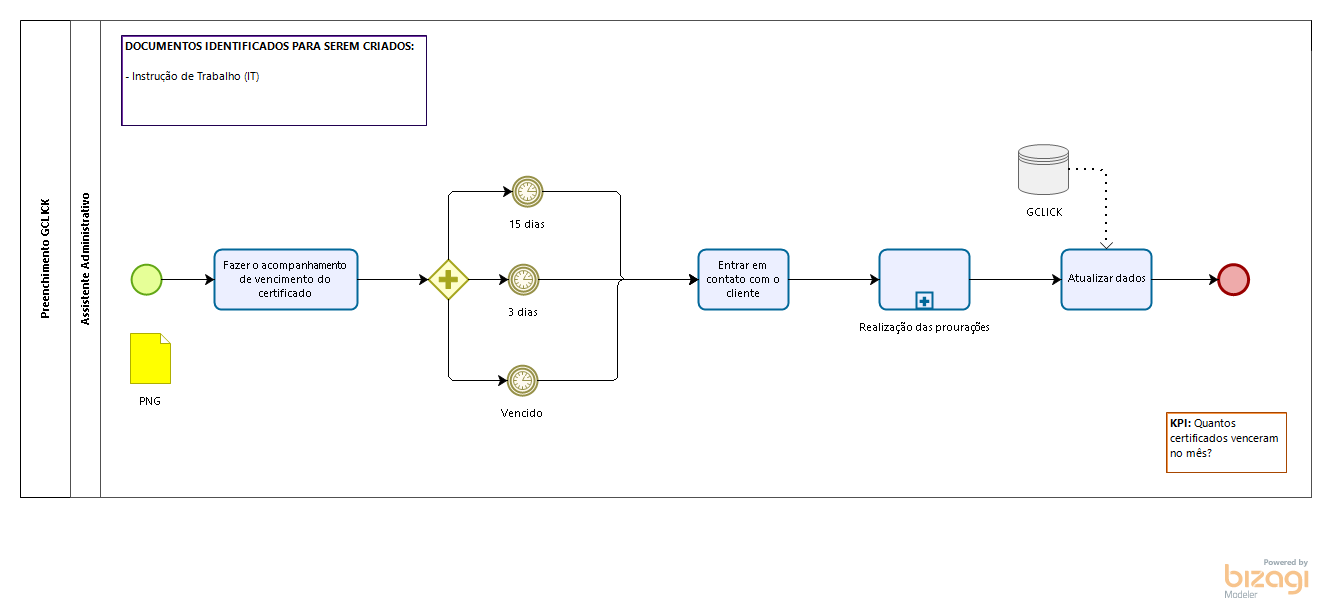 DOCUMENTOS IDENTIFICADOS PARA SEREM CRIADOS:
- Instrução de Trabalho (IT)
Preenchimento GCLICK
Assistente Administrativo
Fazer o acompanhamento
de vencimento do
certificado
15 dias
3 dias
Vencido
Entrar em
contato com o
cliente
Realização das prourações
GCLICK
Atualizar dados
PNG
KPI: Quantos
certificados venceram
no mês?
Powered by
bizagi
Modeler